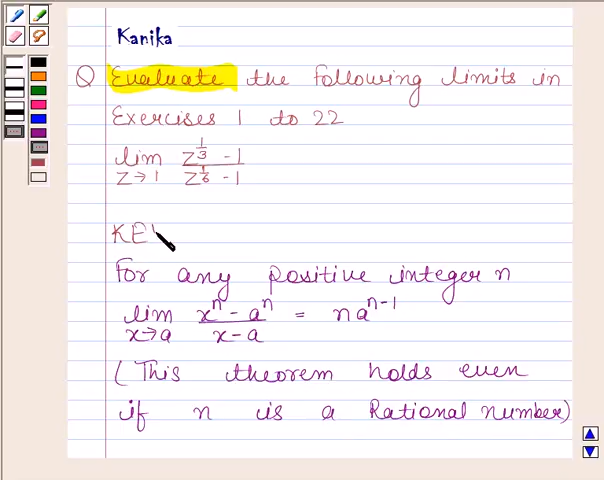 Kanika
Q Evaluate the following limits in
Exercises 1 to 22
lim z→1 (z^(1/3) - 1)/(z^(1/6) - 1)
KEY
For any positive integer n
lim x→a (x^n - a^n)/(x - a) = na^(n-1)
(This theorem holds even
if n is a Rational number)